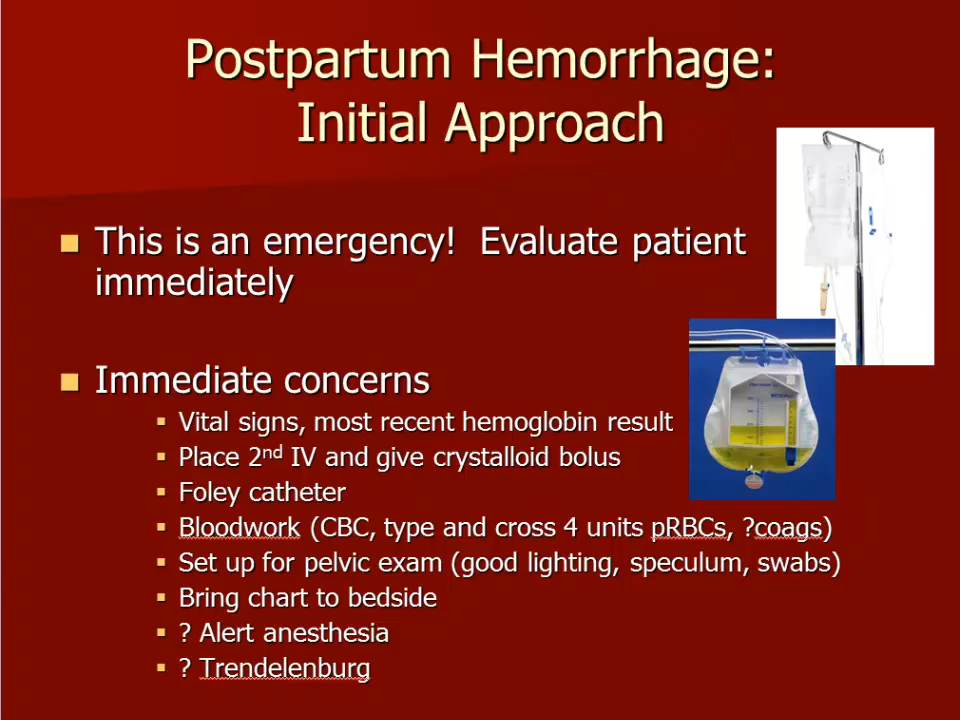 Postpartum Hemorrhage:
Initial Approach
This is an emergency!  Evaluate patient
immediately
Immediate concerns
Vital signs, most recent hemoglobin result
Place 2nd IV and give crystalloid bolus
Foley catheter
Bloodwork (CBC, type and cross 4 units pRBCs, ?coags)
Set up for pelvic exam (good lighting, speculum, swabs)
Bring chart to bedside
? Alert anesthesia
? Trendelenburg